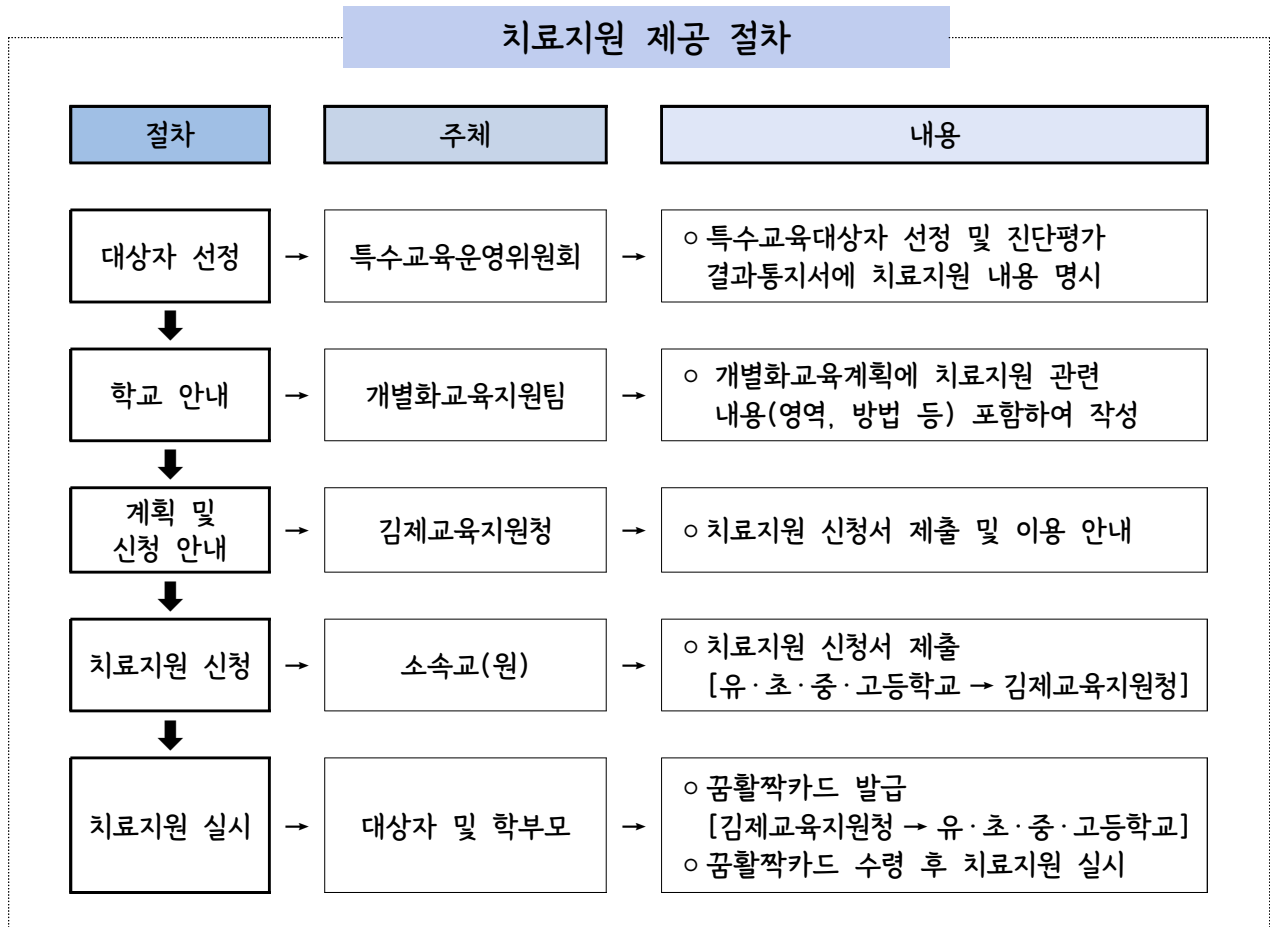 치료지원 제공 절차
절차
주체
내용
대상자 선정
→
특수교육운영위원회
→
○ 특수교육대상자 선정 및 진단평가
결과통지서에 치료지원 내용 명시
학교 안내
→
개별화교육지원팀
→
○ 개별화교육계획에 치료지원 관련
내용(영역, 방법 등) 포함하여 작성
계획 및
신청 안내
→
김제교육지원청
→
○ 치료지원 신청서 제출 및 이용 안내
치료지원 신청
→
소속교(원)
→
○ 치료지원 신청서 제출
[유·초·중·고등학교 → 김제교육지원청]
치료지원 실시
→
대상자 및 학부모
→
○ 꿈활짝카드 발급
[김제교육지원청 → 유·초·중·고등학교]
○ 꿈활짝카드 수령 후 치료지원 실시